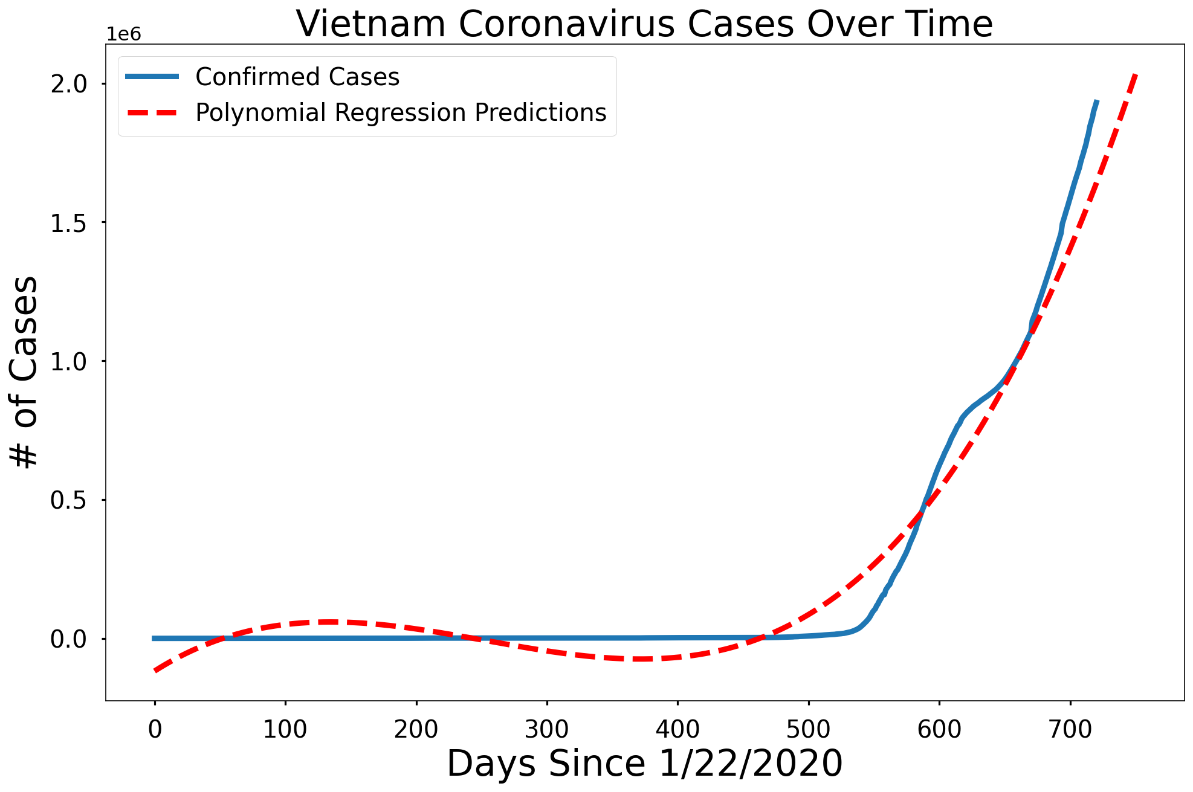 Vietnam Coronavirus Cases Over Time
1e6
Confirmed Cases
Polynomial Regression Predictions
2.0
1.5
1.0
0.5
0.0
# of Cases
0 100 200 300 400 500 600 700
Days Since 1/22/2020